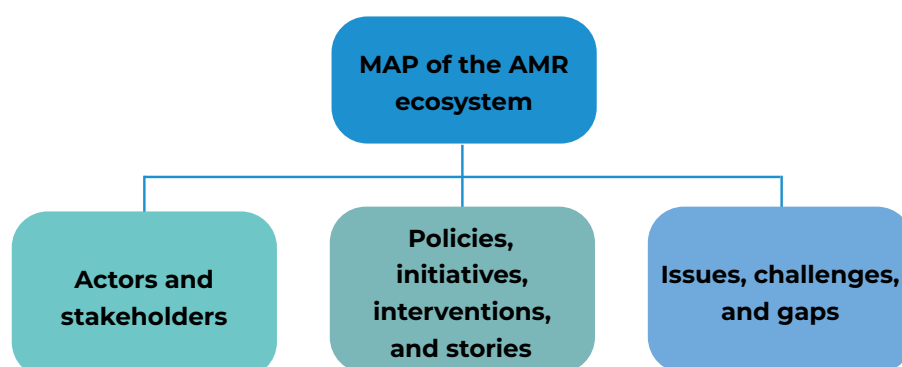 MAP of the AMR
ecosystem
Actors and
stakeholders
Policies,
initiatives,
interventions,
and stories
Issues, challenges,
and gaps